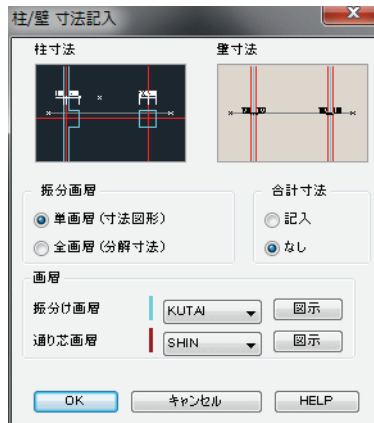 柱/壁 寸法記入
柱寸法
壁寸法
振分画層
単画層 (寸法図形)
全画層 (分解寸法)
合計寸法
記入
なし
画層
振分け画層 KUTAI 図示
通り芯画層 SHIN 図示
OK キャンセル HELP